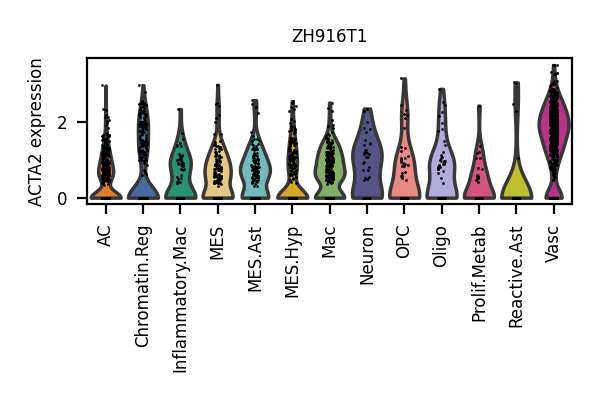 ZH916T1
ACTA2 expression
2
0
AC
Chromatin.Reg
Inflammatory.Mac
MES
MES.Ast
MES.Hyp
Mac
Neuron
OPC
Oligo
Prolif.Metab
Reactive.Ast
Vasc